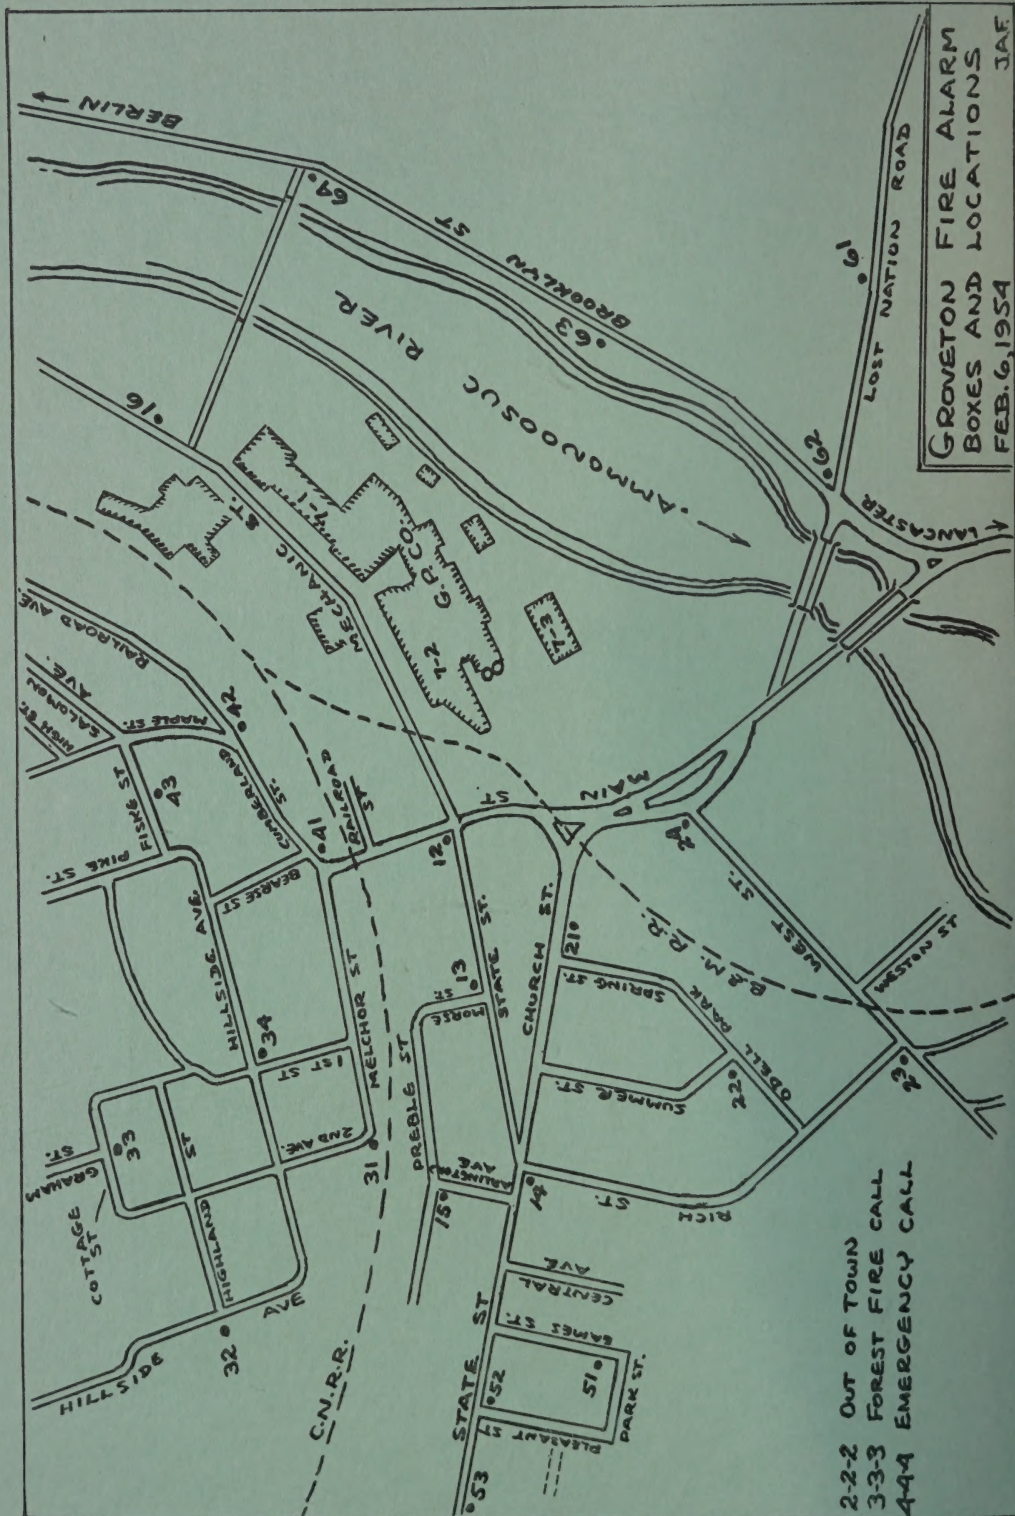 GROVETON FIRE ALARM
BOXES AND LOCATIONS
FEB. 6, 1954 JAF.
BERLIN
64
BROOKLYN ST
63
AMMONOOSUC RIVER
61
LOST NATION ROAD
62
LANCASTER
16
MECHANIC ST.
7-1
G.P. CO.
7-2
7-3
RAILROAD AVE.
SALOMON AVE.
HIGH ST.
MAPLE ST.
42
CUMBERLAND ST.
FISKE ST
43
PIKE ST.
41
RAILROAD ST
BEARSE ST
HILLSIDE AVE.
34
1ST ST
MELCHOR ST
2ND AVE.
31
33
GRAHAM ST.
COTTAGE ST
HIGHLAND ST
32
HILLSIDE AVE
C.N.R.R.
12
MAIN ST
STATE ST.
13
MORSE ST.
PREBLE ST
ARLINGTON AVE
15
14
CHURCH ST.
21
SPRING ST.
SUMMER ST.
22
ODELL PARK
B.&M. R.R.
24
WEST ST.
WESTON ST
23
RICH ST.
CENTRAL AVE
EAMES ST.
STATE ST
52
51
PARK ST.
PLEASANT ST
53
2-2-2 OUT OF TOWN
3-3-3 FOREST FIRE CALL
4-4-4 EMERGENCY CALL